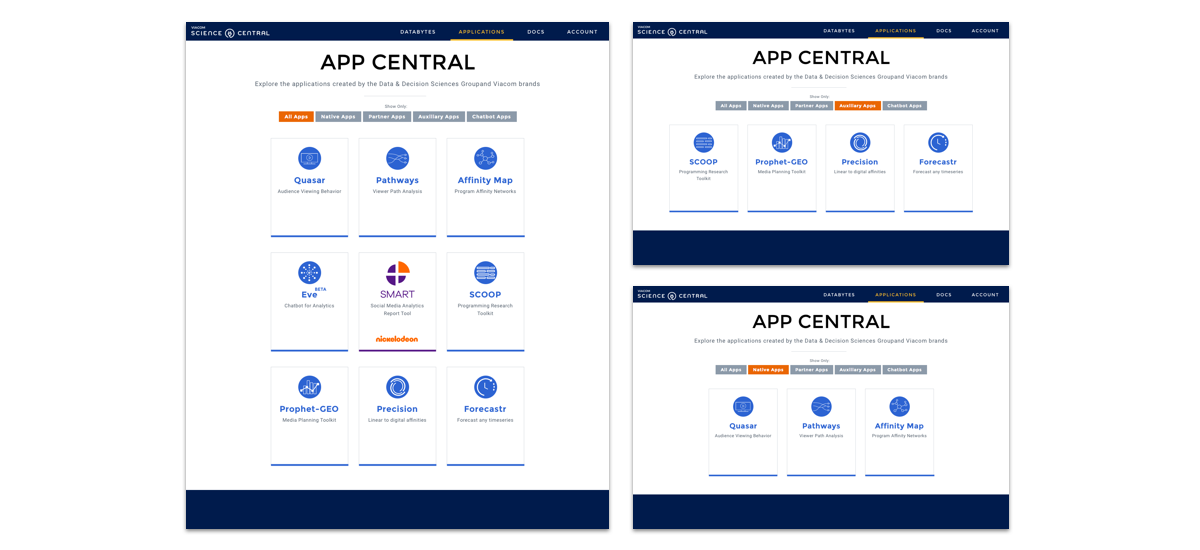 VIACOM
SCIENCE CENTRAL
DATABYTES APPLICATIONS DOCS ACCOUNT
APP CENTRAL
Explore the applications created by the Data & Decision Sciences Groupand Viacom brands
Show Only:
All Apps Native Apps Partner Apps Auxillary Apps Chatbot Apps
Quasar Pathways Affinity Map
Audience Viewing Behavior Viewer Path Analysis Program Affinity Networks
BETA
Eve SMART SCOOP
Chatbot for Analytics Social Media Analytics Programming Research
Report Tool Toolkit
nickelodeon
Prophet-GEO Precision Forecastr
Media Planning Toolkit Linear to digital affinities Forecast any timeseries
VIACOM
SCIENCE CENTRAL
DATABYTES APPLICATIONS DOCS ACCOUNT
APP CENTRAL
Explore the applications created by the Data & Decision Sciences Groupand Viacom brands
Show Only:
All Apps Native Apps Partner Apps Auxillary Apps Chatbot Apps
SCOOP Prophet-GEO Precision Forecastr
Programming Research Media Planning Toolkit Linear to digital affinities Forecast any timeseries
Toolkit
VIACOM
SCIENCE CENTRAL
DATABYTES APPLICATIONS DOCS ACCOUNT
APP CENTRAL
Explore the applications created by the Data & Decision Sciences Groupand Viacom brands
Show Only:
All Apps Native Apps Partner Apps Auxillary Apps Chatbot Apps
Quasar Pathways Affinity Map
Audience Viewing Behavior Viewer Path Analysis Program Affinity Networks